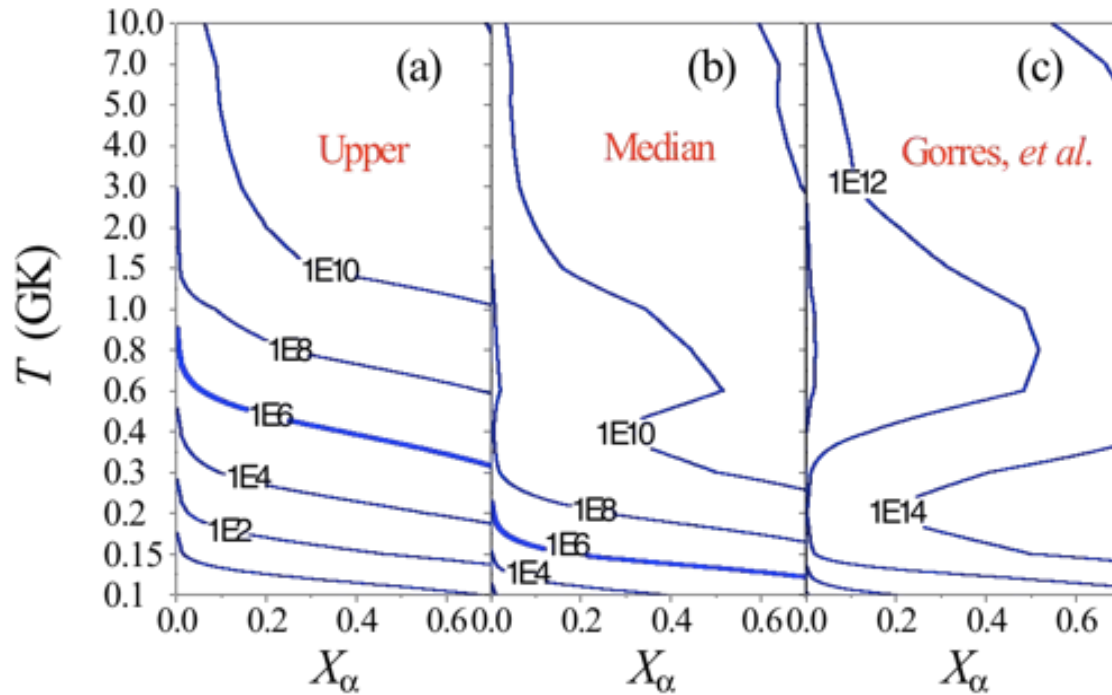 10.0 (a) (b) (c)
7.0
5.0
4.0 Upper Median Gorres, et al.
3.0 1E12
2.0
T (GK)
1.5 1E10
1.0
0.8 1E8
0.6
1E6
0.4 1E10
0.3 1E4
0.2 1E2 1E8 1E14
0.15 1E6
1E4
0.1
0.0 0.2 0.4 0.6 0.0 0.2 0.4 0.6 0.0 0.2 0.4 0.6
Xα Xα Xα